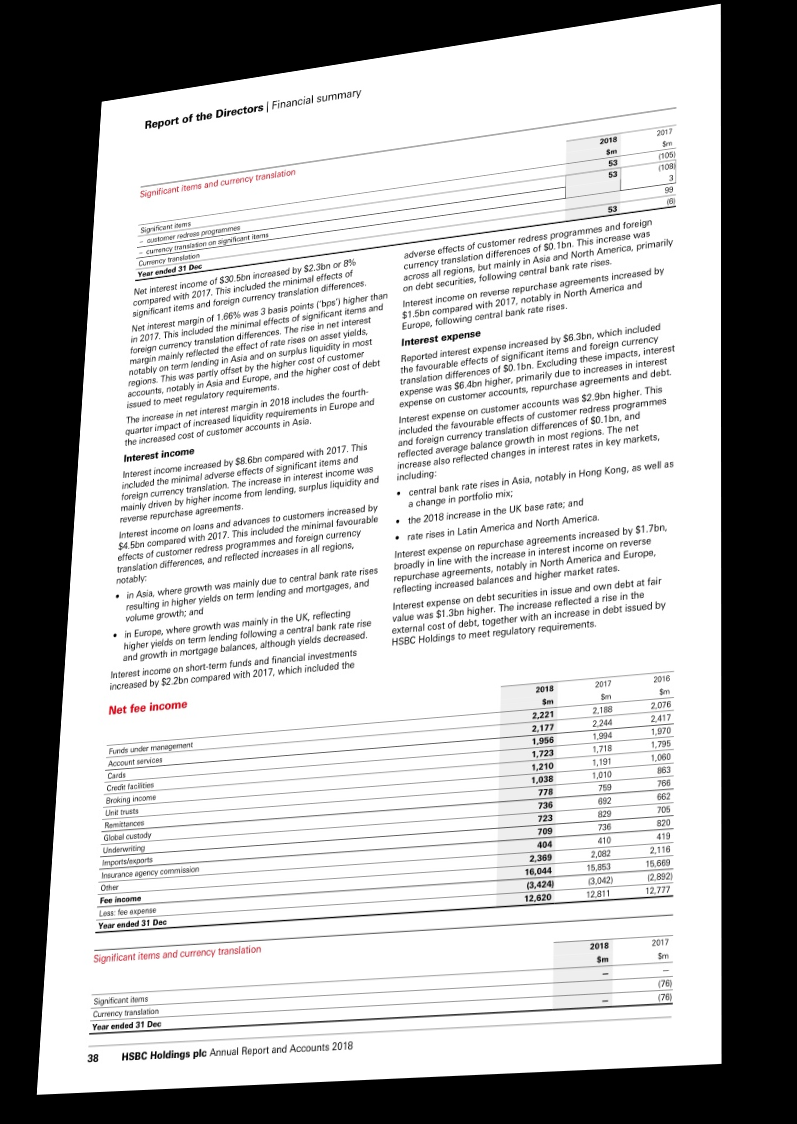 Report of the Directors | Financial summary
Significant items and currency translation
2018 2017
$m $m
Significant items 53 (105)
– customer redress programmes 53 (108)
– currency translation on significant items 3
Currency translation 99
Year ended 31 Dec 53 (6)
Net interest income of $30.5bn increased by $2.3bn or 8%
compared with 2017. This included the minimal effects of
significant items and foreign currency translation differences.
Net interest margin of 1.66% was 3 basis points ('bps') higher than
in 2017. This included the minimal effects of significant items and
foreign currency translation differences. The rise in net interest
margin mainly reflected the effect of rate rises on asset yields,
notably on term lending in Asia and on surplus liquidity in most
regions. This was partly offset by the higher cost of customer
accounts, notably in Asia and Europe, and the higher cost of debt
issued to meet regulatory requirements.
The increase in net interest margin in 2018 includes the fourth-
quarter impact of increased liquidity requirements in Europe and
the increased cost of customer accounts in Asia.
Interest income
Interest income increased by $8.6bn compared with 2017. This
included the minimal adverse effects of significant items and
foreign currency translation. The increase in interest income was
mainly driven by higher income from lending, surplus liquidity and
reverse repurchase agreements.
Interest income on loans and advances to customers increased by
$4.5bn compared with 2017. This included the minimal favourable
effects of customer redress programmes and foreign currency
translation differences, and reflected increases in all regions,
notably:
• in Asia, where growth was mainly due to central bank rate rises
resulting in higher yields on term lending and mortgages, and
volume growth; and
• in Europe, where growth was mainly in the UK, reflecting
higher yields on term lending following a central bank rate rise
and growth in mortgage balances, although yields decreased.
Interest income on short-term funds and financial investments
increased by $2.2bn compared with 2017, which included the
adverse effects of customer redress programmes and foreign
currency translation differences of $0.1bn. This increase was
across all regions, but mainly in Asia and North America, primarily
on debt securities, following central bank rate rises.
Interest income on reverse repurchase agreements increased by
$1.5bn compared with 2017, notably in North America and
Europe, following central bank rate rises.
Interest expense
Reported interest expense increased by $6.3bn, which included
the favourable effects of significant items and foreign currency
translation differences of $0.1bn. Excluding these impacts, interest
expense was $6.4bn higher, primarily due to increases in interest
expense on customer accounts, repurchase agreements and debt.
Interest expense on customer accounts was $2.9bn higher. This
included the favourable effects of customer redress programmes
and foreign currency translation differences of $0.1bn, and
reflected average balance growth in most regions. The net
increase also reflected changes in interest rates in key markets,
including:
• central bank rate rises in Asia, notably in Hong Kong, as well as
a change in portfolio mix;
• the 2018 increase in the UK base rate; and
• rate rises in Latin America and North America.
Interest expense on repurchase agreements increased by $1.7bn,
broadly in line with the increase in interest income on reverse
repurchase agreements, notably in North America and Europe,
reflecting increased balances and higher market rates.
Interest expense on debt securities in issue and own debt at fair
value was $1.3bn higher. The increase reflected a rise in the
external cost of debt, together with an increase in debt issued by
HSBC Holdings to meet regulatory requirements.
Net fee income
2018 2017 2016
$m $m $m
Funds under management 2,221 2,188 2,076
Account services 2,177 2,244 2,417
Cards 1,956 1,994 1,970
Credit facilities 1,723 1,718 1,795
Broking income 1,210 1,191 1,060
Unit trusts 1,038 1,010 863
Remittances 778 759 766
Global custody 736 692 662
Underwriting 723 829 705
Imports/exports 709 736 820
Insurance agency commission 404 410 419
Other 2,369 2,082 2,116
Fee income 16,044 15,853 15,669
Less: fee expense (3,424) (3,042) (2,892)
Year ended 31 Dec 12,620 12,811 12,777
Significant items and currency translation
2018 2017
$m $m
Significant items – –
Currency translation (76)
Year ended 31 Dec – (76)
38 HSBC Holdings plc Annual Report and Accounts 2018